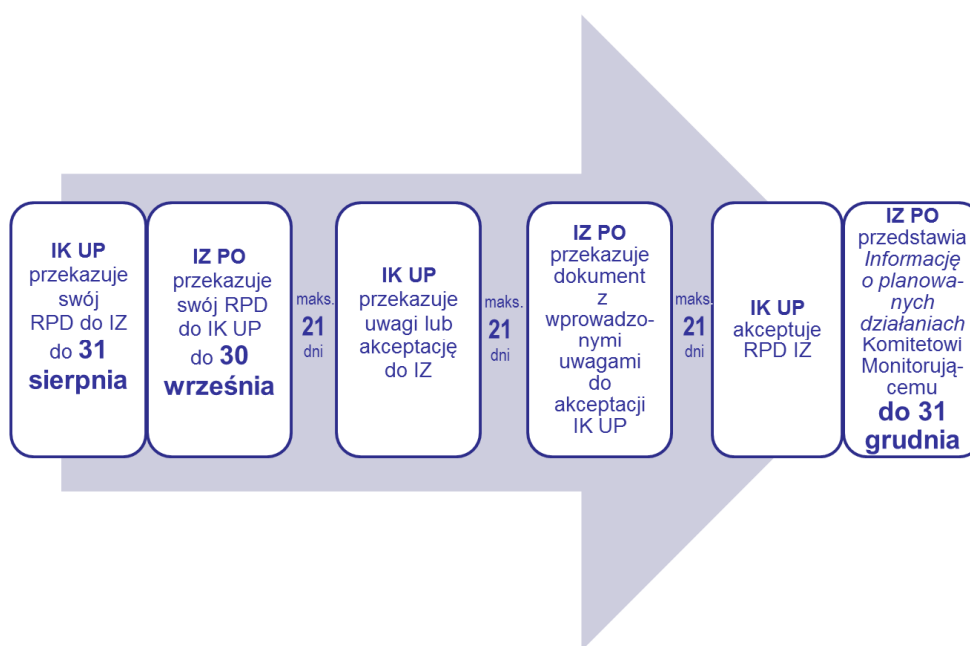 IK UP
przekazuje
swój
RPD do IZ
do 31
sierpnia
IZ PO
przekazuje
swój RPD
do IK UP
do 30
września
maks.
21
dni
IK UP
przekazuje
uwagi lub
akceptację
do IZ
maks.
21
dni
IZ PO
przekazuje
dokument
z
wprowadzo-
nymi
uwagami
do
akceptacji
IK UP
maks.
21
dni
IK UP
akceptuje
RPD IZ
IZ PO
przedstawia
Informację
o planowa-
nych
działaniach
Komitetowi
Monitorują-
cemu
do 31
grudnia